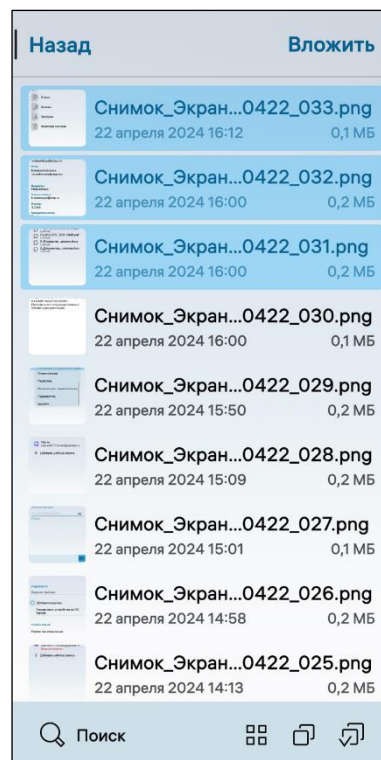 Назад Вложить
Снимок_Экран...0422_033.png
22 апреля 2024 16:12 0,1 МБ
Снимок_Экран...0422_032.png
22 апреля 2024 16:00 0,2 МБ
Снимок_Экран...0422_031.png
22 апреля 2024 16:00 0,2 МБ
Снимок_Экран...0422_030.png
22 апреля 2024 16:00 0,1 МБ
Снимок_Экран...0422_029.png
22 апреля 2024 15:50 0,2 МБ
Снимок_Экран...0422_028.png
22 апреля 2024 15:09 0,2 МБ
Снимок_Экран...0422_027.png
22 апреля 2024 15:01 0,1 МБ
Снимок_Экран...0422_026.png
22 апреля 2024 14:58 0,2 МБ
Снимок_Экран...0422_025.png
22 апреля 2024 14:13 0,2 МБ
Поиск